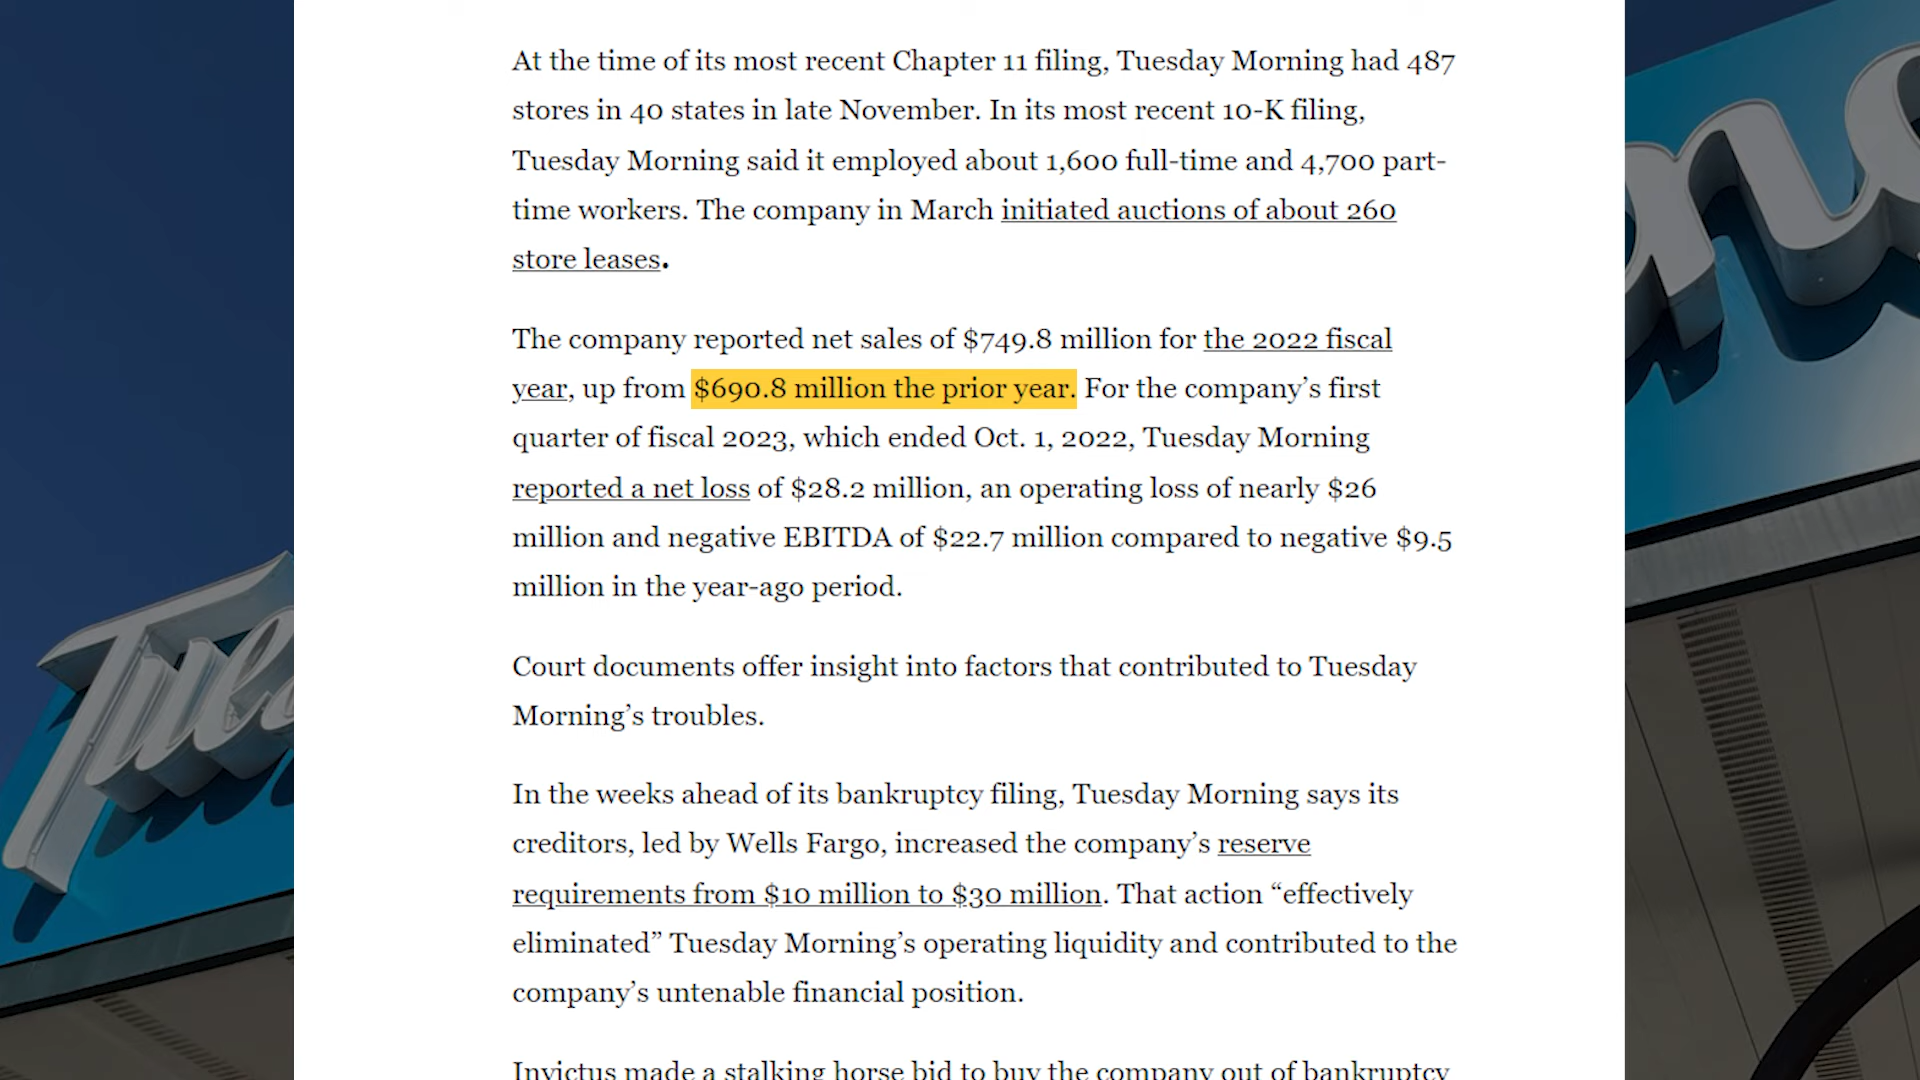 At the time of its most recent Chapter 11 filing, Tuesday Morning had 487
stores in 40 states in late November. In its most recent 10-K filing,
Tuesday Morning said it employed about 1,600 full-time and 4,700 part-
time workers. The company in March initiated auctions of about 260
store leases.
The company reported net sales of $749.8 million for the 2022 fiscal
year, up from $690.8 million the prior year. For the company’s first
quarter of fiscal 2023, which ended Oct. 1, 2022, Tuesday Morning
reported a net loss of $28.2 million, an operating loss of nearly $26
million and negative EBITDA of $22.7 million compared to negative $9.5
million in the year-ago period.
Court documents offer insight into factors that contributed to Tuesday
Morning’s troubles.
In the weeks ahead of its bankruptcy filing, Tuesday Morning says its
creditors, led by Wells Fargo, increased the company’s reserve
requirements from $10 million to $30 million. That action “effectively
eliminated” Tuesday Morning’s operating liquidity and contributed to the
company’s untenable financial position.
Invictus made a stalking horse bid to buy the company out of bankruptcy
Tues